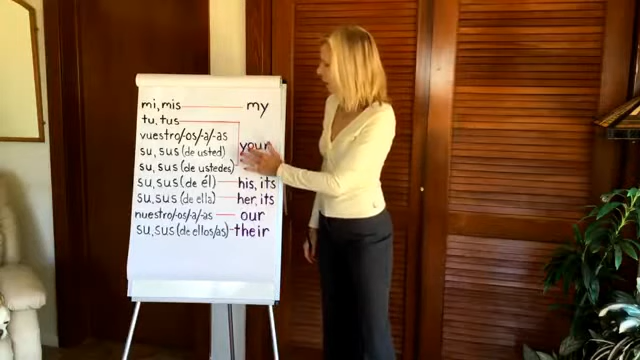 mi, mis my
tu, tus
vuestro/-os/-a/-as
su, sus (de usted) your
su, sus (de ustedes)
su, sus (de él) his, its
su, sus (de ella) her, its
nuestro/-os/-a/-as our
su, sus (de ellos/as) their